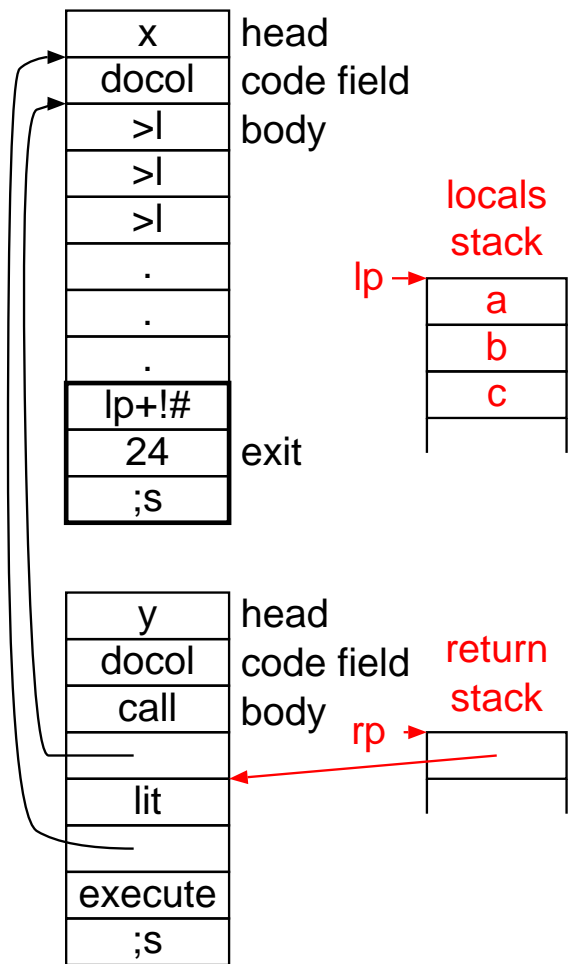 x head
docol code field
>l body
>l
>l
.
.
.
lp+!#
24 exit
;s
locals
stack
lp
a
b
c
y head
docol code field
call body
lit
execute
;s
return
stack
rp